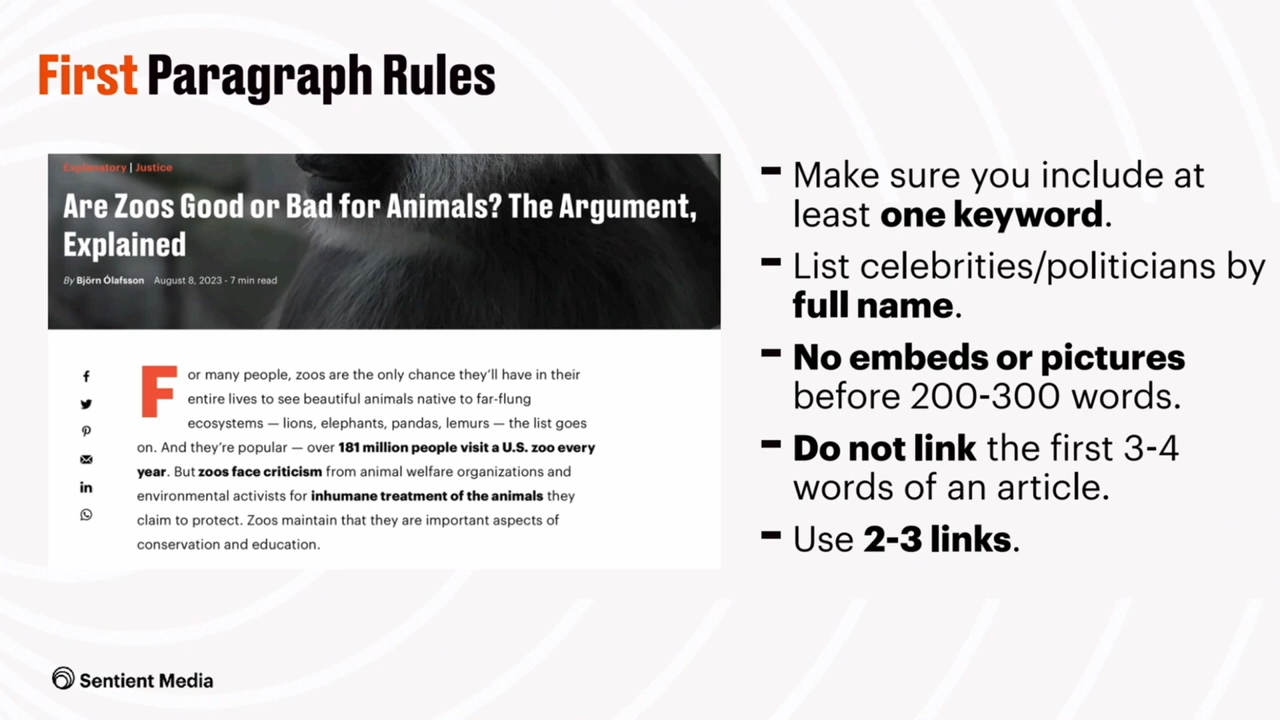 First Paragraph Rules
Explanatory | Justice
Are Zoos Good or Bad for Animals? The Argument,
Explained
By Björn Ólafsson August 8, 2023 - 7 min read
For many people, zoos are the only chance they’ll have in their
entire lives to see beautiful animals native to far-flung
ecosystems — lions, elephants, pandas, lemurs — the list goes
on. And they’re popular — over 181 million people visit a U.S. zoo every
year. But zoos face criticism from animal welfare organizations and
environmental activists for inhumane treatment of the animals they
claim to protect. Zoos maintain that they are important aspects of
conservation and education.
- Make sure you include at
least one keyword.
- List celebrities/politicians by
full name.
- No embeds or pictures
before 200-300 words.
- Do not link the first 3-4
words of an article.
- Use 2-3 links.
Sentient Media